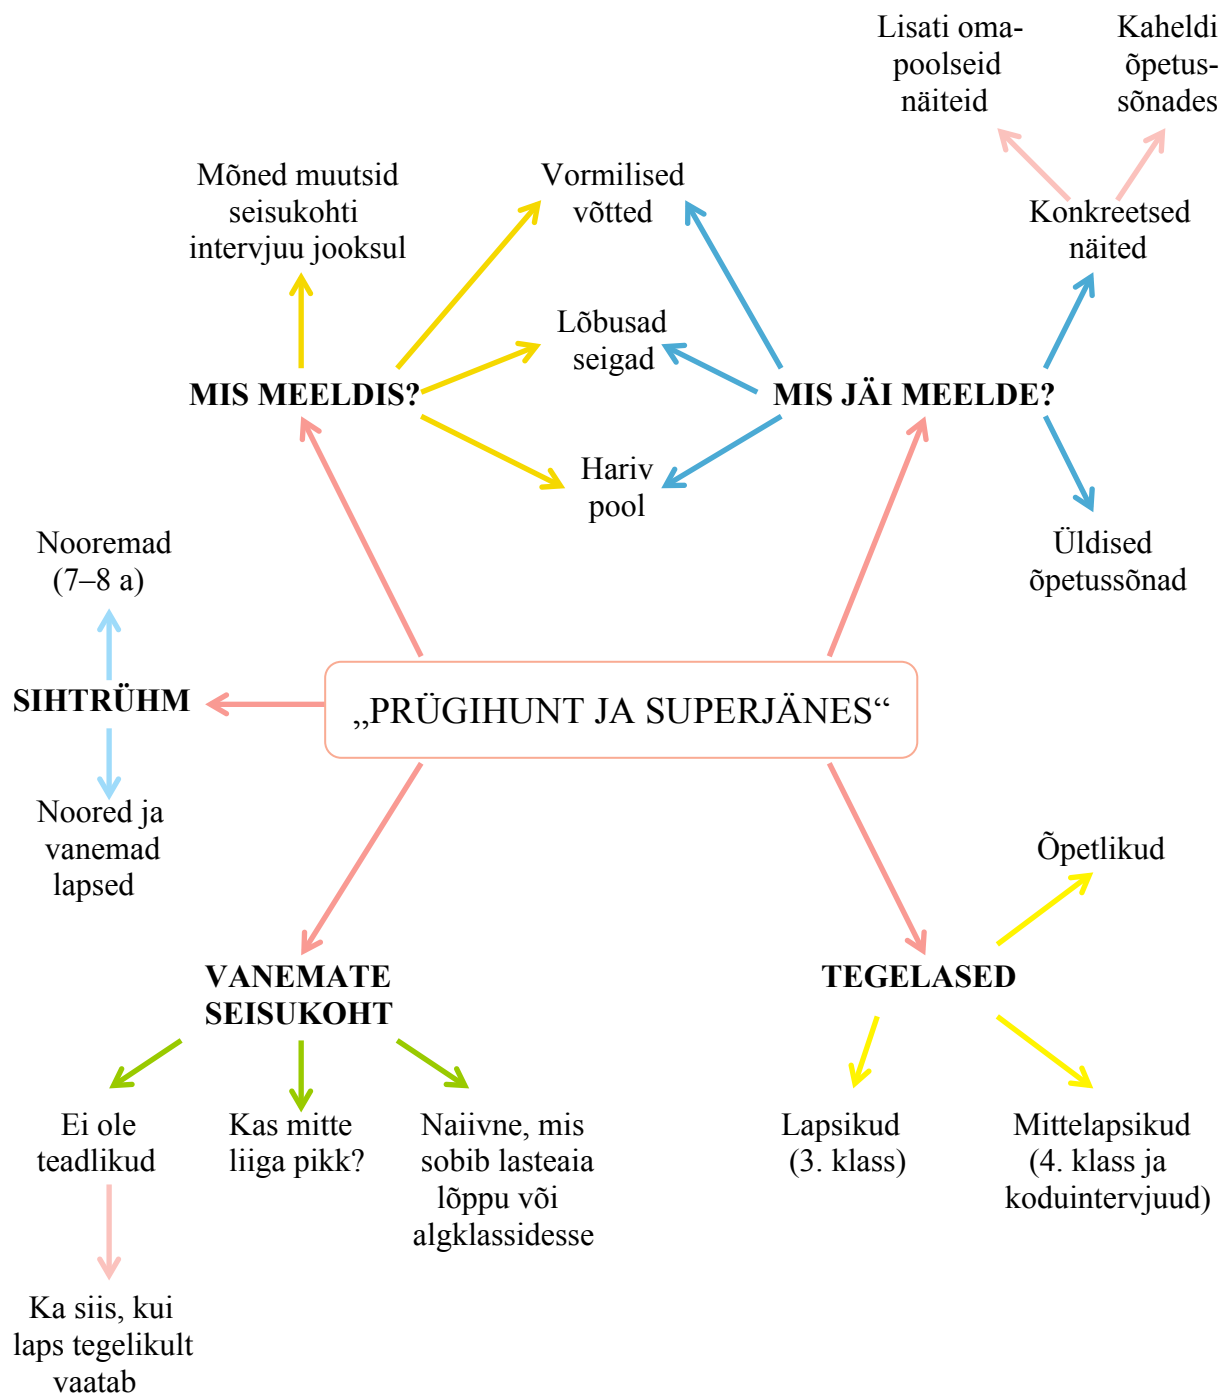 Lisati oma-
poolseid
näiteid
Kaheldi
õpetus-
sõnades
Mõned muutsid
seisukohti
intervjuu jooksul
Vormilised
võtted
Konkreetsed
näited
Lõbusad
seigad
MIS MEELDIS?
MIS JÄI MEELDE?
Hariv
pool
Nooremad
(7–8 a)
Üldised
õpetussõnad
SIHTRÜHM
„PRÜGIHUNT JA SUPERJÄNES“
Noored ja
vanemad
lapsed
Õpetlikud
VANEMATE
SEISUKOHT
TEGELASED
Ei ole
teadlikud
Kas mitte
liiga pikk?
Naiivne, mis
sobib lasteaia
lõppu või
algklassidesse
Lapsikud
(3. klass)
Mittelapsikud
(4. klass ja
koduintervjuud)
Ka siis, kui
laps tegelikult
vaatab